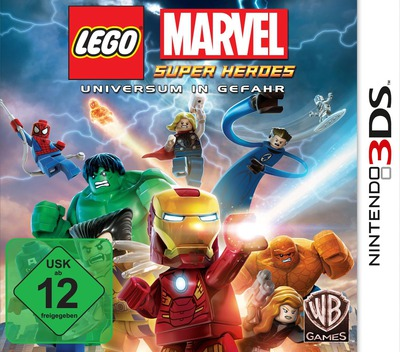 LEGO
MARVEL
SUPER HEROES
UNIVERSUM IN GEFAHR
NINTENDO 3DS
USK
ab
12
freigegeben
WB
GAMES